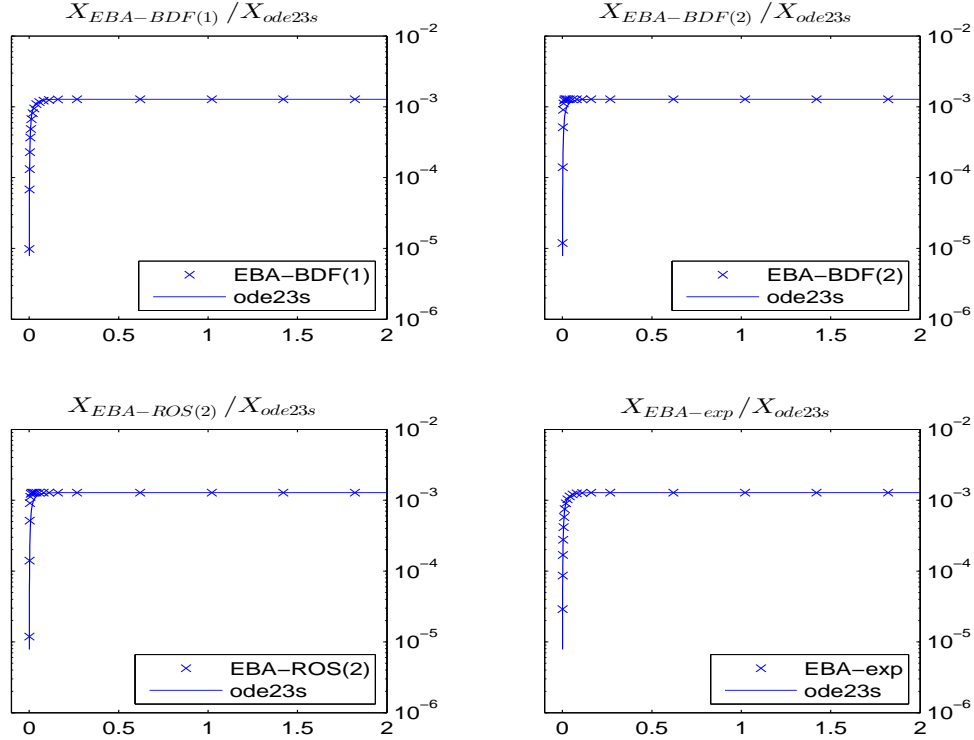 X_{EBA−BDF(1)}/X_{ode23s}
10^{−2}
10^{−3}
10^{−4}
10^{−5}
10^{−6}
EBA−BDF(1)
ode23s
0 0.5 1 1.5 2
X_{EBA−BDF(2)}/X_{ode23s}
10^{−2}
10^{−3}
10^{−4}
10^{−5}
10^{−6}
EBA−BDF(2)
ode23s
0 0.5 1 1.5 2
X_{EBA−ROS(2)}/X_{ode23s}
10^{−2}
10^{−3}
10^{−4}
10^{−5}
10^{−6}
EBA−ROS(2)
ode23s
0 0.5 1 1.5 2
X_{EBA−exp}/X_{ode23s}
10^{−2}
10^{−3}
10^{−4}
10^{−5}
10^{−6}
EBA−exp
ode23s
0 0.5 1 1.5 2